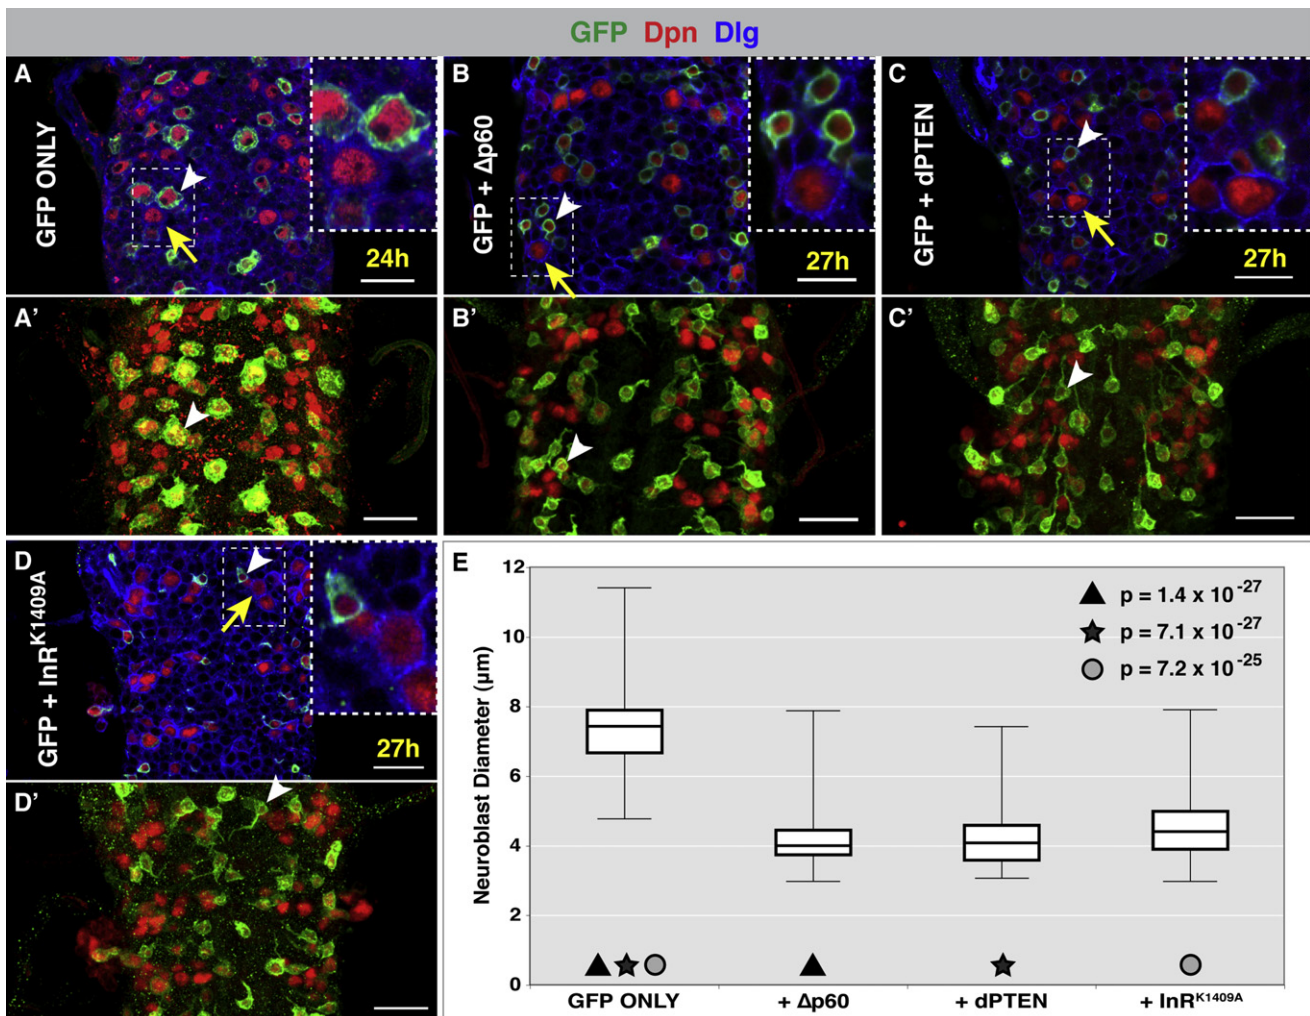 GFP Dpn Dlg
A
GFP ONLY
24h
B
GFP + Δp60
27h
C
GFP + dPTEN
27h
A'
B'
C'
D
GFP + InR^K1409A
27h
D'
E
Neuroblast Diameter (μm)
12
10
8
6
4
2
0
p = 1.4 x 10^-27
p = 7.1 x 10^-27
p = 7.2 x 10^-25
GFP ONLY
+ Δp60
+ dPTEN
+ InR^K1409A